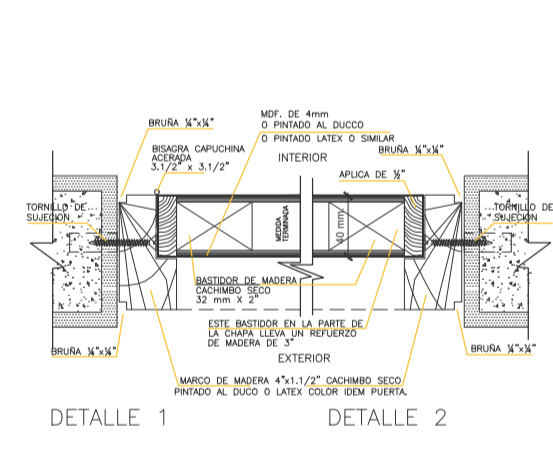 MDF. DE 4mm
O PINTADO AL DUCCO
O PINTADO LATEX O SIMILAR
BRUÑA ¼"x¼"
BISAGRA CAPUCHINA
ACERADA
3.1/2" x 3.1/2"
INTERIOR
BRUÑA ¼"x¼"
APLICA DE ½"
TORNILLO DE
SUJECION
TORNILLO DE
SUJECION
MEDIDA
TERMINADA
40 mm
BASTIDOR DE MADERA
CACHIMBO SECO
32 mm X 2"
ESTE BASTIDOR EN LA PARTE DE
LA CHAPA LLEVA UN REFUERZO
DE MADERA DE 3"
EXTERIOR
BRUÑA ¼"x¼"
BRUÑA ¼"x¼"
MARCO DE MADERA 4"x1.1/2" CACHIMBO SECO
PINTADO AL DUCO O LATEX COLOR IDEM PUERTA.
DETALLE 1
DETALLE 2